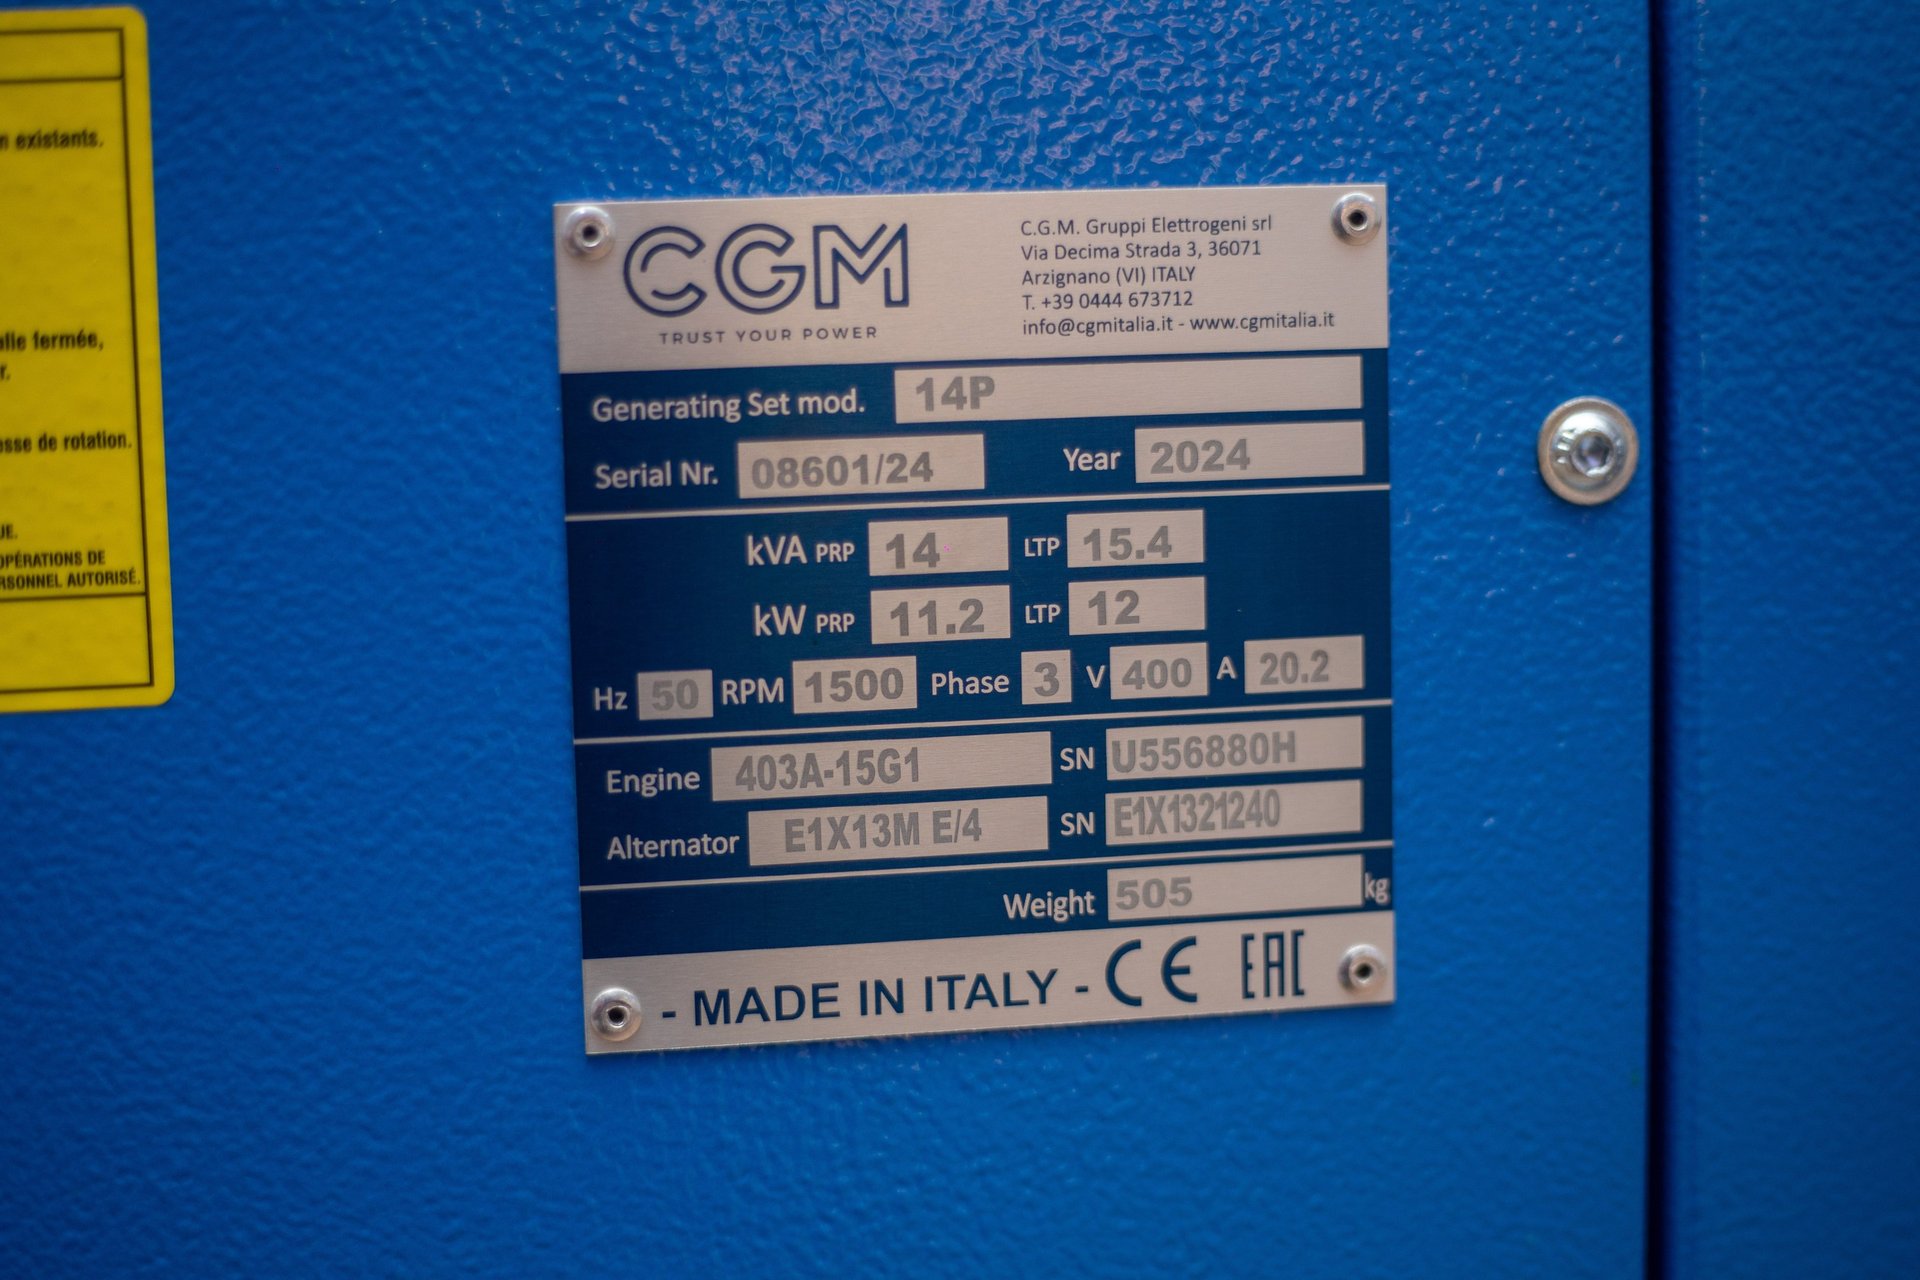 n existants.
alle fermée,
r.
esse de rotation.
UE.
OPÉRATIONS DE
RSONNEL AUTORISÉ.
CGM
TRUST YOUR POWER
C.G.M. Gruppi Elettrogeni srl
Via Decima Strada 3, 36071
Arzignano (VI) ITALY
T. +39 0444 673712
info@cgmitalia.it - www.cgmitalia.it
Generating Set mod. 14P
Serial Nr. 08601/24 Year 2024
kVA PRP 14 LTP 15.4
kW PRP 11.2 LTP 12
Hz 50 RPM 1500 Phase 3 V 400 A 20.2
Engine 403A-15G1 SN U556880H
Alternator E1X13M E/4 SN E1X1321240
Weight 505 kg
- MADE IN ITALY - CE EAC